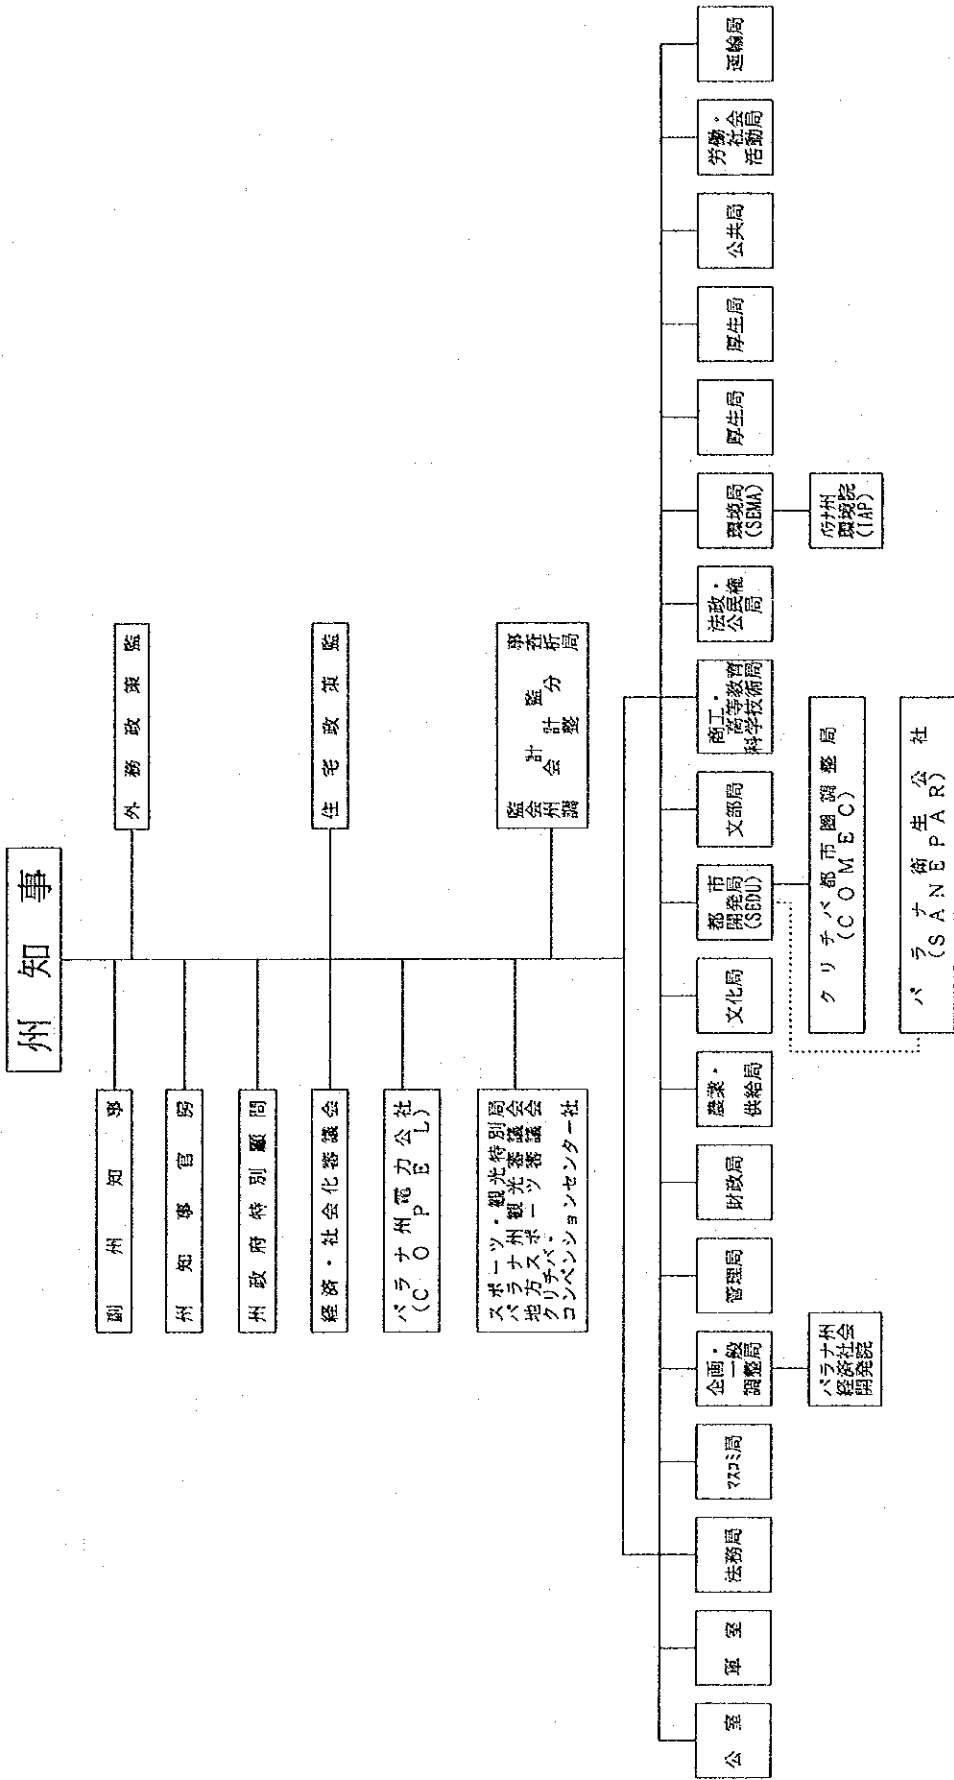 州知事
副州知事
州知事官房
州政府特別顧問
経済・社会化審議会
パラナ州電力公社
(COPEL)
スポーツ・観光特別局
パラナ州観光審議会
地方スポーツ審議会
クリチバ・
コンベンションセンター社
外務政策監
住宅政策監
監事
会計監査
州会計分析
調整局
公室
軍室
法務局
マスコミ局
企画・
一般
調整局
パラナ州
経済社会
開発院
管理局
財政局
農業・
供給局
文化局
都市
開発局
(SEDU)
クリチバ都市圏調整局
(COMEC)
パラナ衛生公社
(SANEPAR)
文部局
商工・
高等教育
科学技術局
法政・
公民権
局
環境局
(SEMA)
パラナ州
環境院
(IAP)
厚生局
厚生局
公共局
労働・
社会
活動局
運輸局